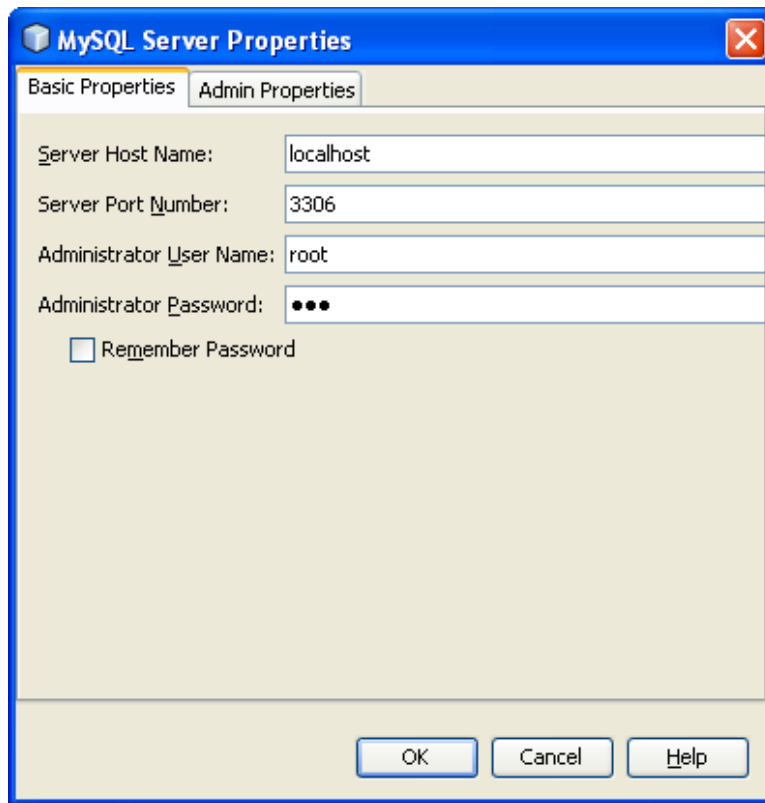 MySQL Server Properties
Basic Properties Admin Properties
Server Host Name: localhost
Server Port Number: 3306
Administrator User Name: root
Administrator Password: ●●●
Remember Password
OK Cancel Help